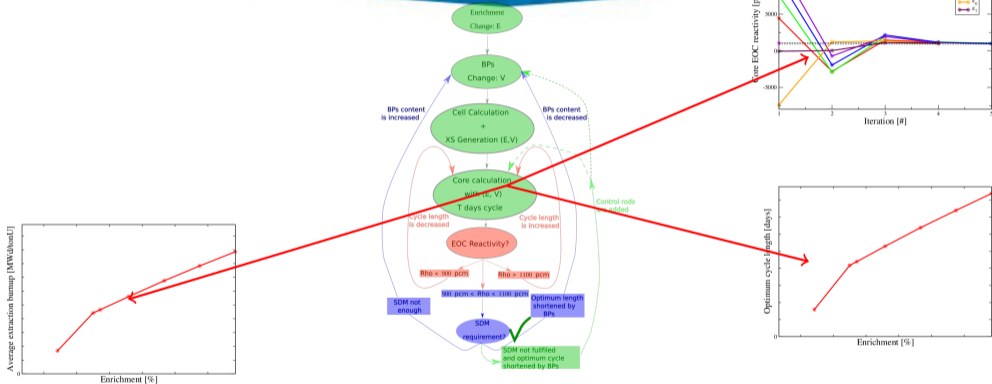 Enrichment
Change: E
BPs
Change: V
BPs content
is increased
BPs content
is decreased
Cell Calculation
+
XS Generation (E,V)
Core calculation
with (E, V)
T days cycle
Cycle length
is decreased
Cycle length
is increased
Control rods
added
EOC Reactivity?
Rho < 900 pcm
Rho > 1100 pcm
900 pcm < Rho < 1100 pcm
SDM not
enough
Optimum length
shortened by
BPs
SDM
requirement?
SDM not fulfilled
and optimum cycle
shortened by BPs
Average extraction burnup [MWd/tonU]
0
Enrichment [%]
Core EOC reactivity [p
5000
0
-5000
1
2
3
4
Iteration [#]
Optimum cycle length [days]
0
Enrichment [%]